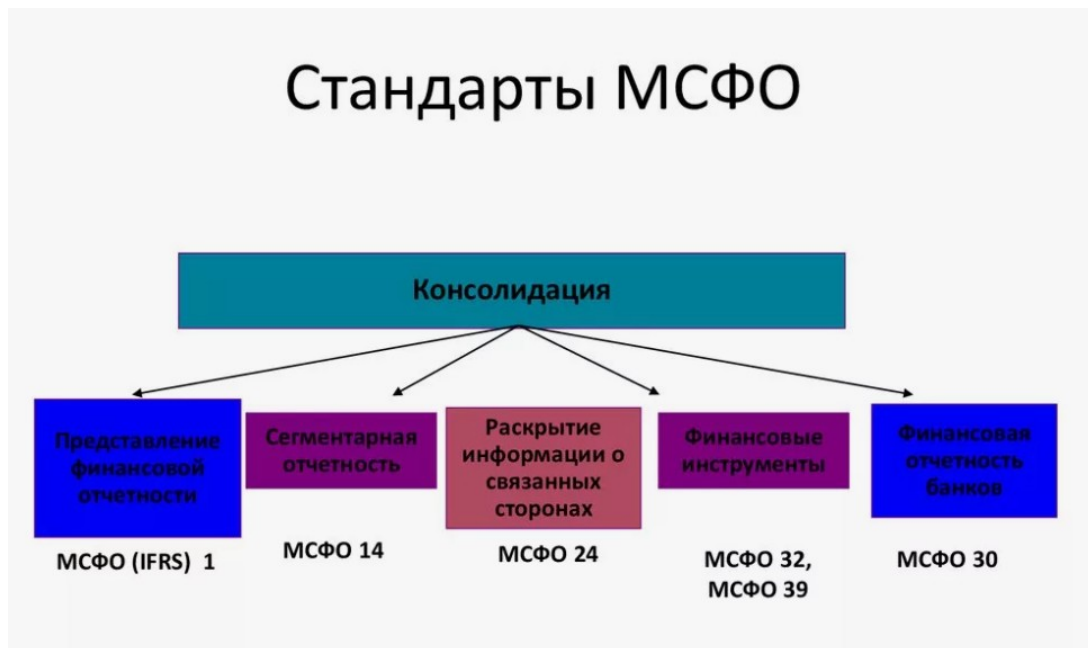 Стандарты МСФО
Консолидация
Представление
финансовой
отчетности
МСФО (IFRS) 1
Сегментарная
отчетность
МСФО 14
Раскрытие
информации о
связанных
сторонах
МСФО 24
Финансовые
инструменты
МСФО 32,
МСФО 39
Финансовая
отчетность
банков
МСФО 30